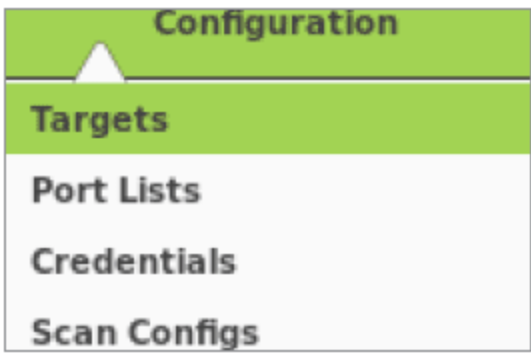 Configuration
Targets
Port Lists
Credentials
Scan Configs